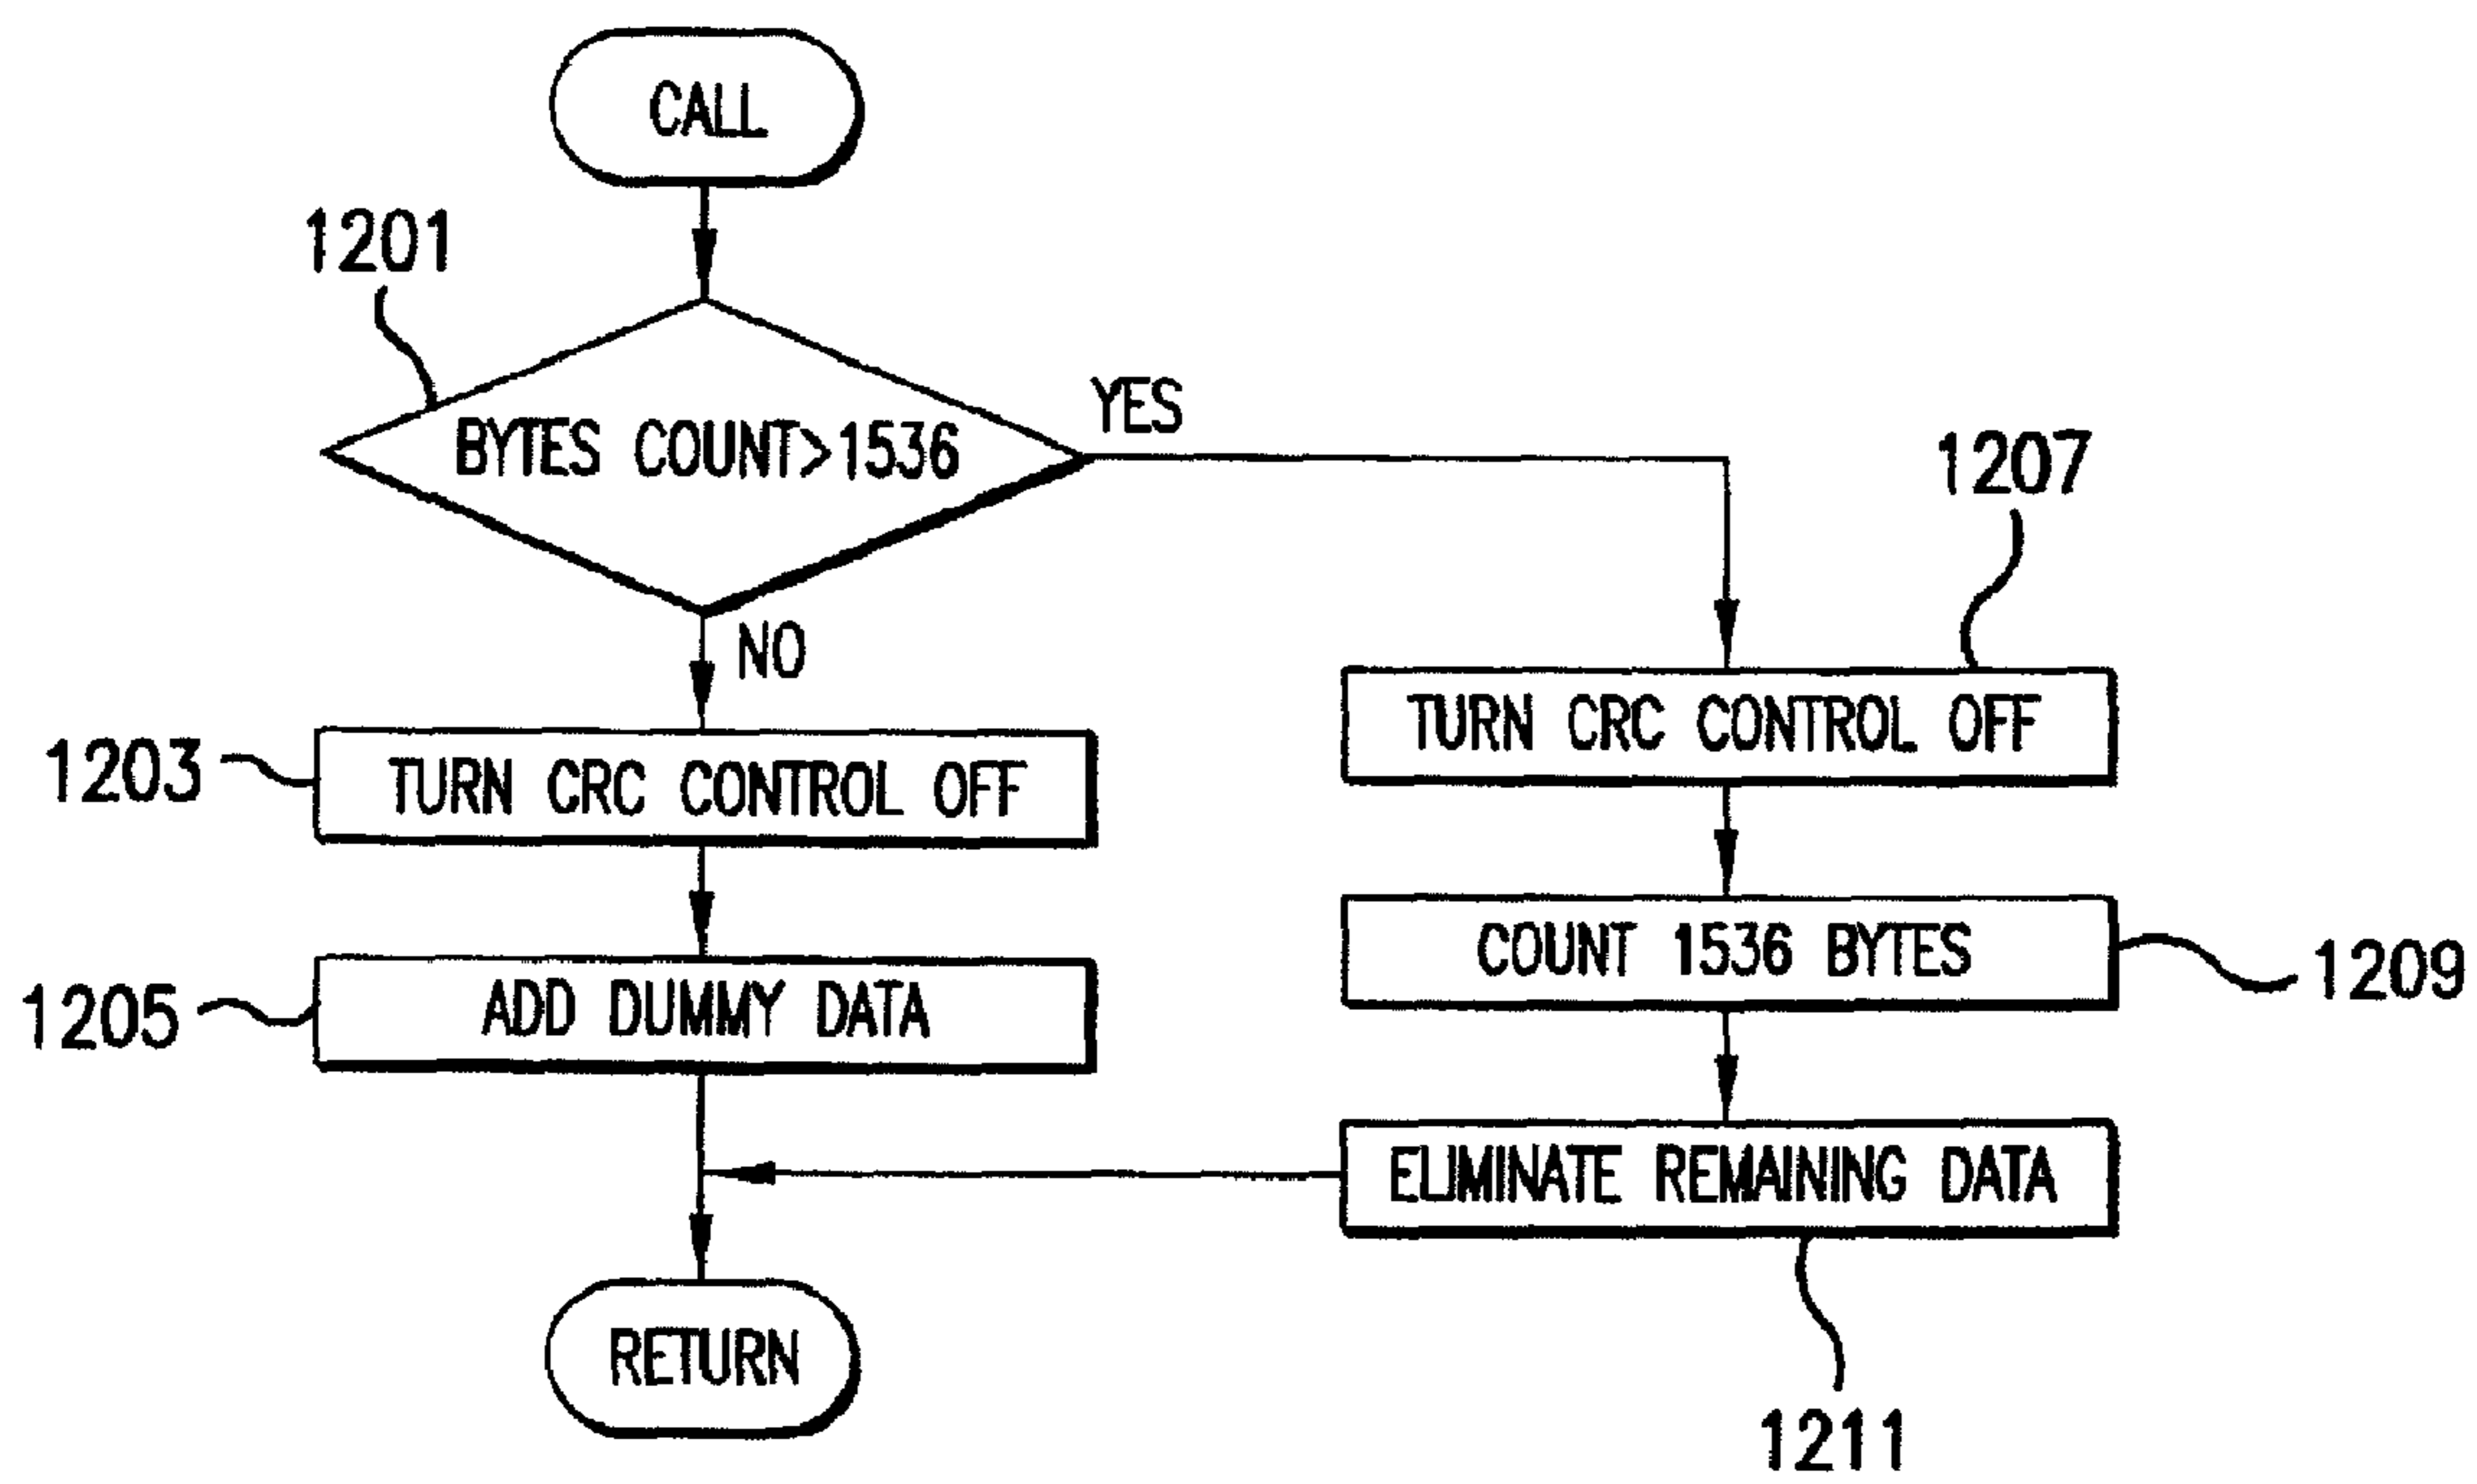 CALL
1201
BYTES COUNT>1536
YES
NO
1203
TURN CRC CONTROL OFF
1205
ADD DUMMY DATA
1207
TURN CRC CONTROL OFF
COUNT 1536 BYTES
1209
ELIMINATE REMAINING DATA
1211
RETURN